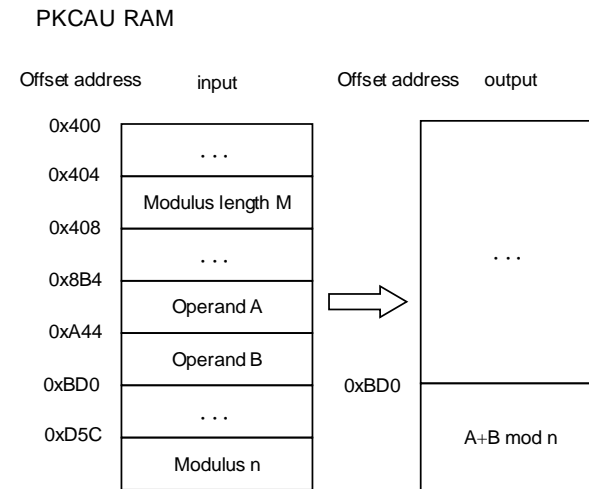 PKCAU RAM
Offset address input Offset address output
0x400
...
0x404
Modulus length M
0x408
...
0x8B4
Operand A
0xA44
Operand B
0xBD0
...
0xD5C
Modulus n
...
0xBD0
A+B mod n